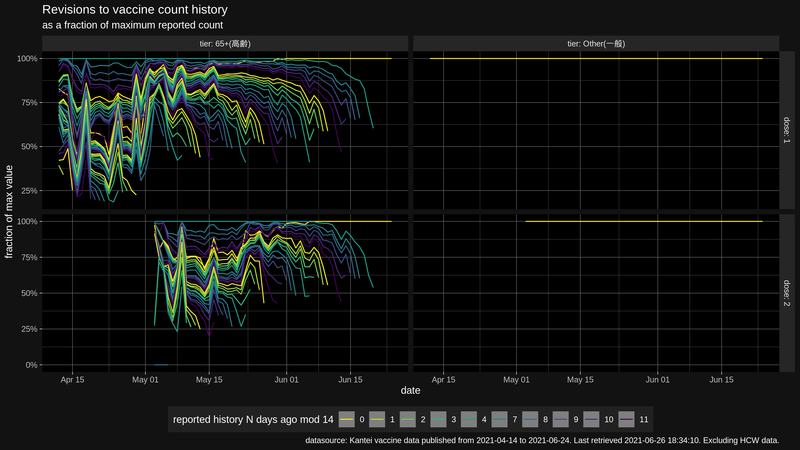 Revisions to vaccine count history
as a fraction of maximum reported count
tier: 65+(高齢)
tier: Other(一般)
100%
75%
50%
25%
dose: 1
100%
75%
50%
25%
0%
dose: 2
fraction of max value
Apr 15
May 01
May 15
Jun 01
Jun 15
Apr 15
May 01
May 15
Jun 01
Jun 15
date
reported history N days ago mod 14
0
1
2
3
4
7
8
9
10
11
datasource: Kantei vaccine data published from 2021-04-14 to 2021-06-24. Last retrieved 2021-06-26 18:34:10. Excluding HCW data.